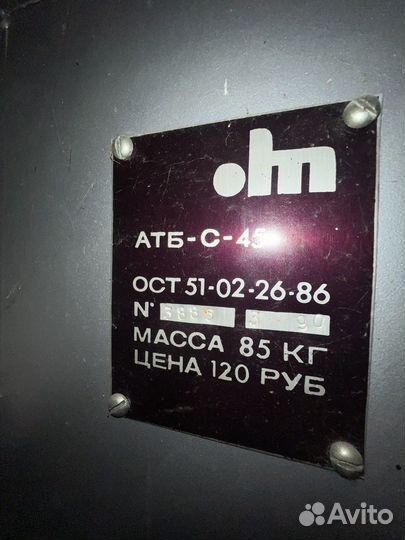 АТБ-С-45
ОСТ 51-02-26-86
N°
МАССА 85 КГ
ЦЕНА 120 РУБ
Avito